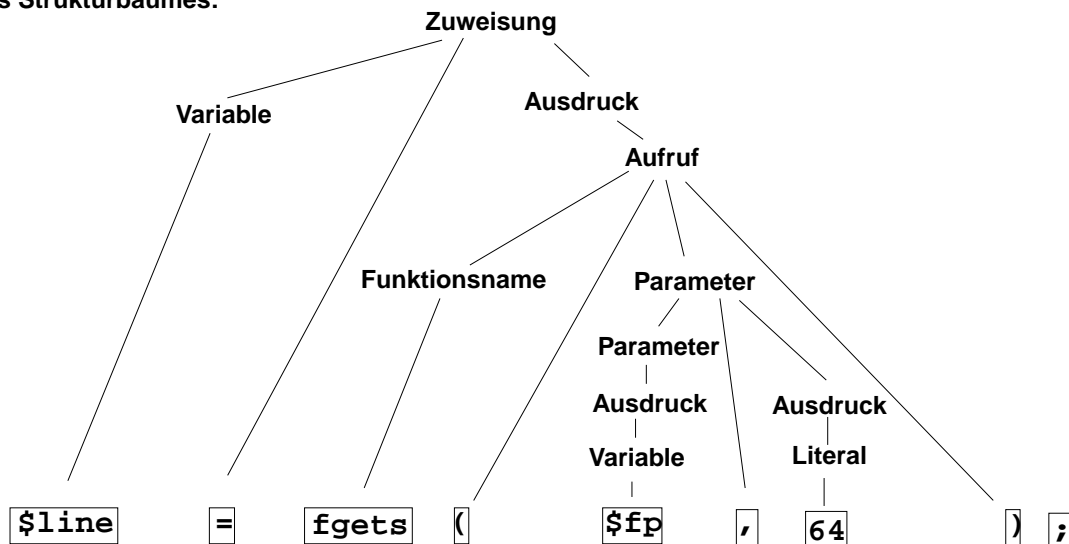 s Strukturbaumes:
Zuweisung
Variable
Ausdruck
Aufruf
Funktionsname
Parameter
Parameter
Ausdruck
Ausdruck
Variable
Literal
$line = fgets ( $fp , 64 ) ;